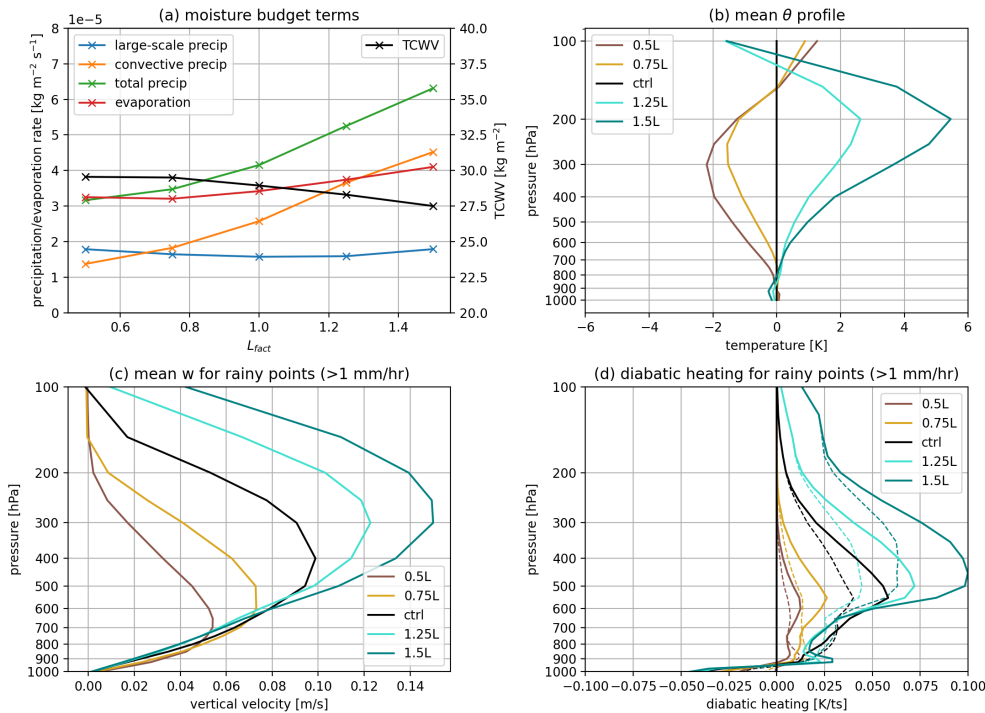 (a) moisture budget terms
1e−5
precipitation/evaporation rate [kg m−2 s−1]
8
7
6
5
4
3
2
1
0
large-scale precip
convective precip
total precip
evaporation
TCWV
40.0
37.5
35.0
32.5
30.0
27.5
25.0
22.5
20.0
TCWV [kg m−2]
0.6 0.8 1.0 1.2 1.4
Lfact
(b) mean θ profile
pressure [hPa]
100
200
300
400
500
600
800
900
1000
0.5L
0.75L
ctrl
1.25L
1.5L
−6 −4 −2 0 2 4 6
temperature [K]
(c) mean w for rainy points (>1 mm/hr)
pressure [hPa]
100
200
300
400
500
600
700
900
1000
0.5L
0.75L
ctrl
1.25L
1.5L
0.00 0.02 0.04 0.06 0.08 0.10 0.12 0.14
vertical velocity [m/s]
(d) diabatic heating for rainy points (>1 mm/hr)
pressure [hPa]
100
200
300
400
500
600
700
900
1000
0.5L
0.75L
ctrl
1.25L
1.5L
−0.100 −0.075 −0.050 −0.025 0.000 0.025 0.050 0.075 0.100
diabatic heating [K/ts]